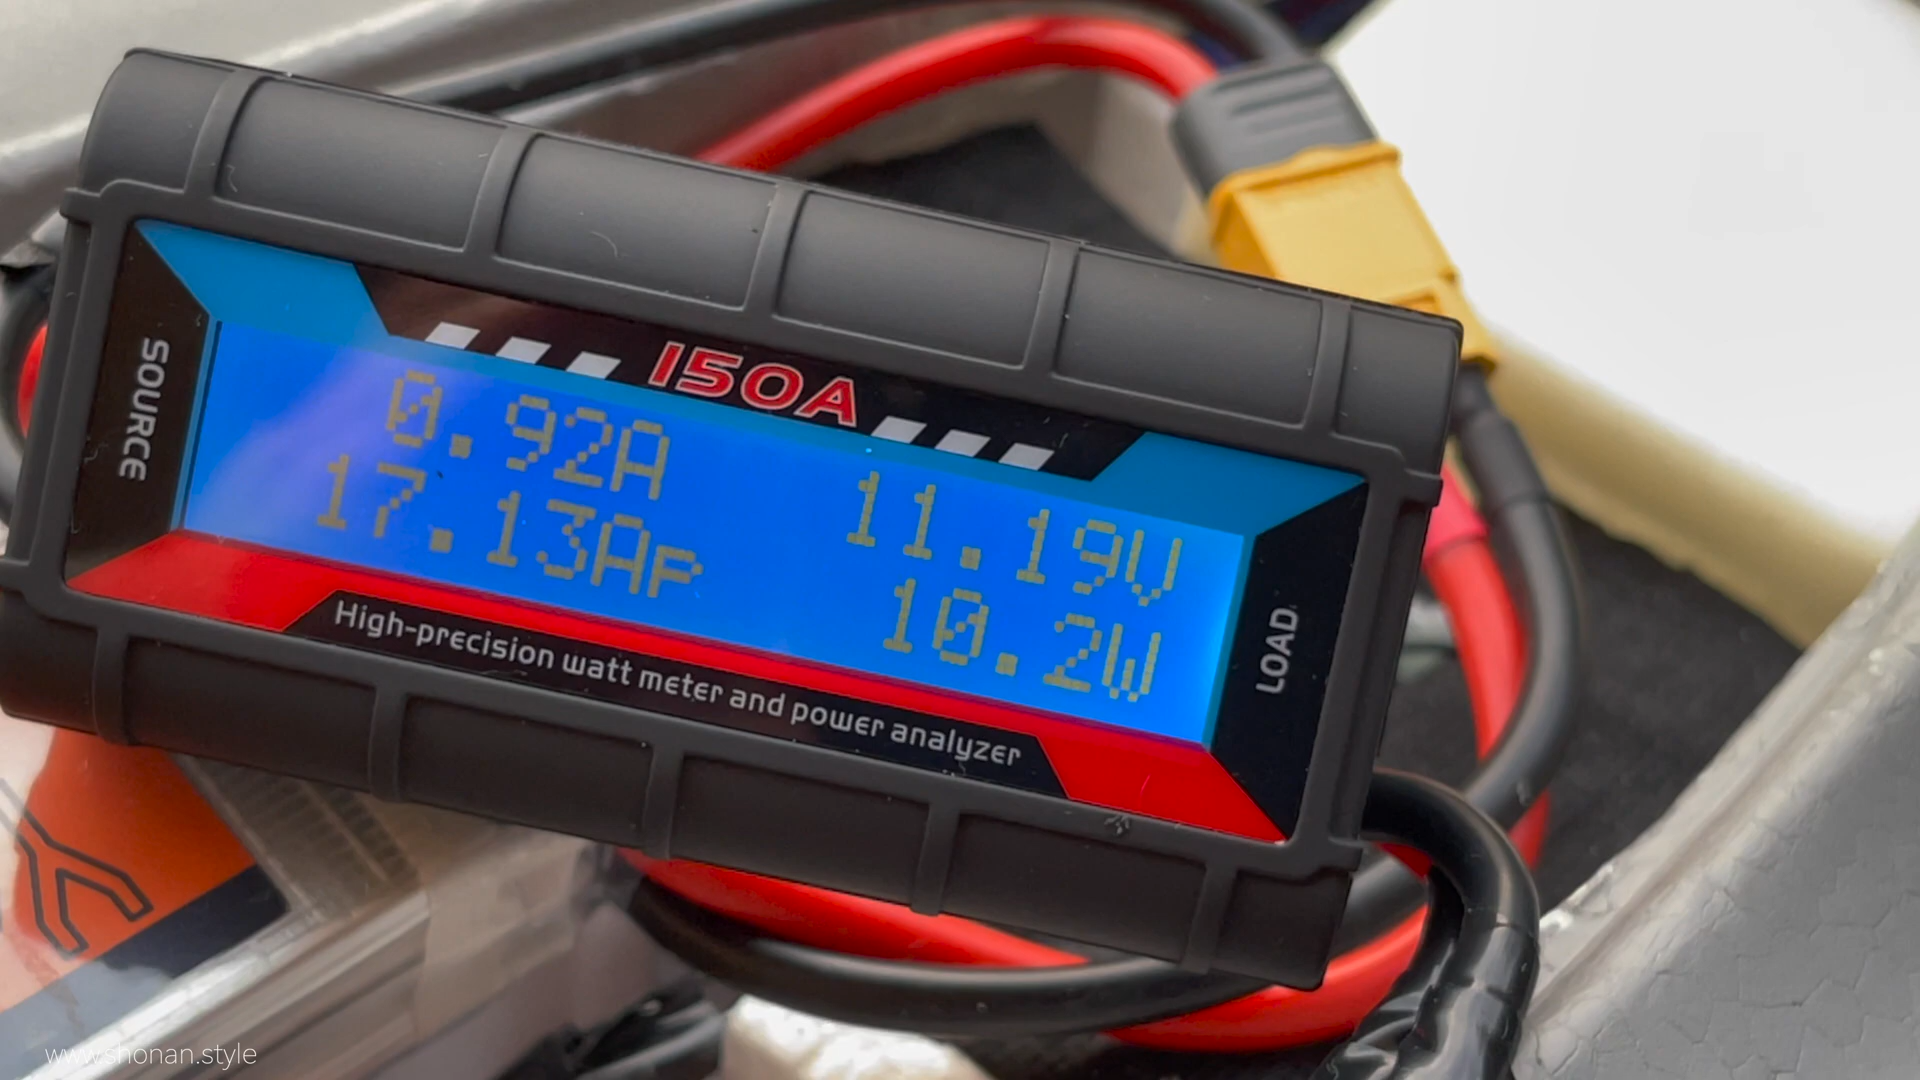 150A
SOURCE
0.92A 11.19V
17.13Ap 10.2W
LOAD
High-precision watt meter and power analyzer
www.shonan.style